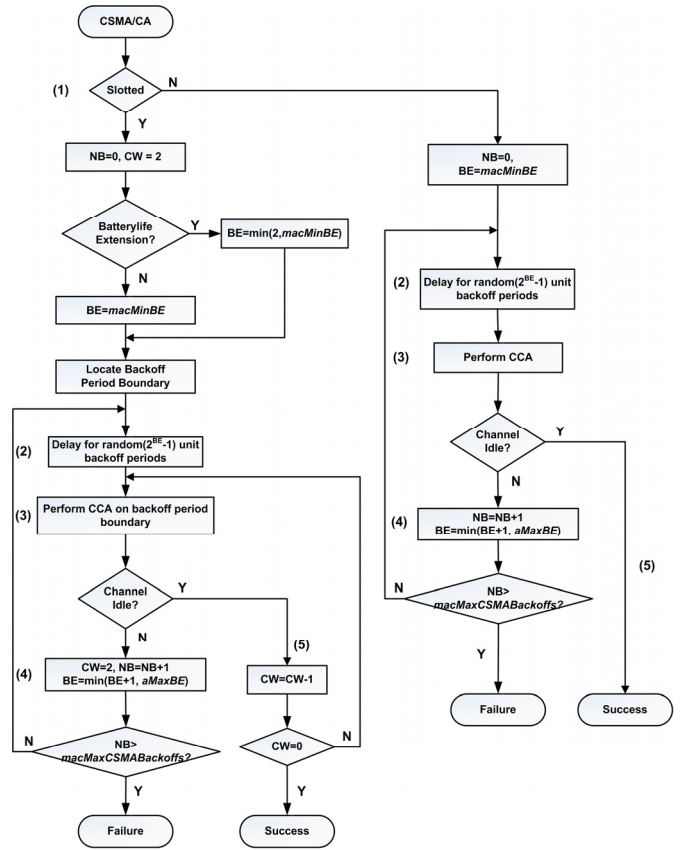 CSMA/CA
(1)
Slotted
N
Y
NB=0, CW = 2
Batterylife
Extension?
Y
BE=min(2,macMinBE)
N
BE=macMinBE
Locate Backoff
Period Boundary
(2)
Delay for random(2^BE-1) unit
backoff periods
(3)
Perform CCA on backoff period
boundary
Channel
Idle?
Y
N
(5)
(4)
CW=2, NB=NB+1
BE=min(BE+1, aMaxBE)
CW=CW-1
N
NB>
macMaxCSMABackoffs?
CW=0
N
Y
Y
Failure
Success
NB=0,
BE=macMinBE
(2)
Delay for random(2^BE-1) unit
backoff periods
(3)
Perform CCA
Channel
Idle?
Y
N
(4)
NB=NB+1
BE=min(BE+1, aMaxBE)
(5)
N
NB>
macMaxCSMABackoffs?
Y
Failure
Success